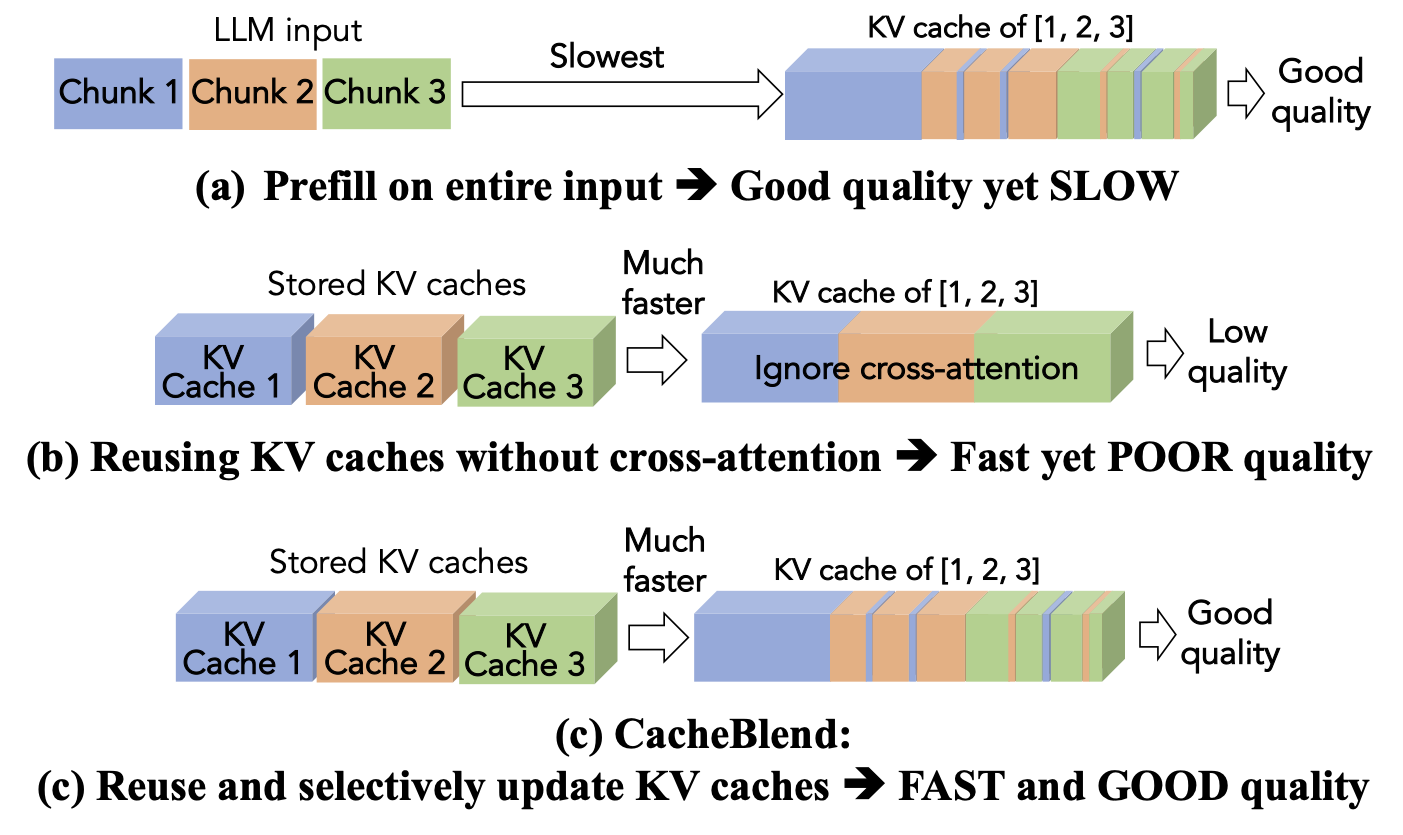 LLM input
Chunk 1 Chunk 2 Chunk 3
Slowest
KV cache of [1, 2, 3]
Good
quality
(a) Prefill on entire input ➔ Good quality yet SLOW
Stored KV caches
KV
Cache 1
KV
Cache 2
KV
Cache 3
Much
faster
KV cache of [1, 2, 3]
Ignore cross-attention
Low
quality
(b) Reusing KV caches without cross-attention ➔ Fast yet POOR quality
Stored KV caches
KV
Cache 1
KV
Cache 2
KV
Cache 3
Much
faster
KV cache of [1, 2, 3]
Good
quality
(c) CacheBlend:
(c) Reuse and selectively update KV caches ➔ FAST and GOOD quality